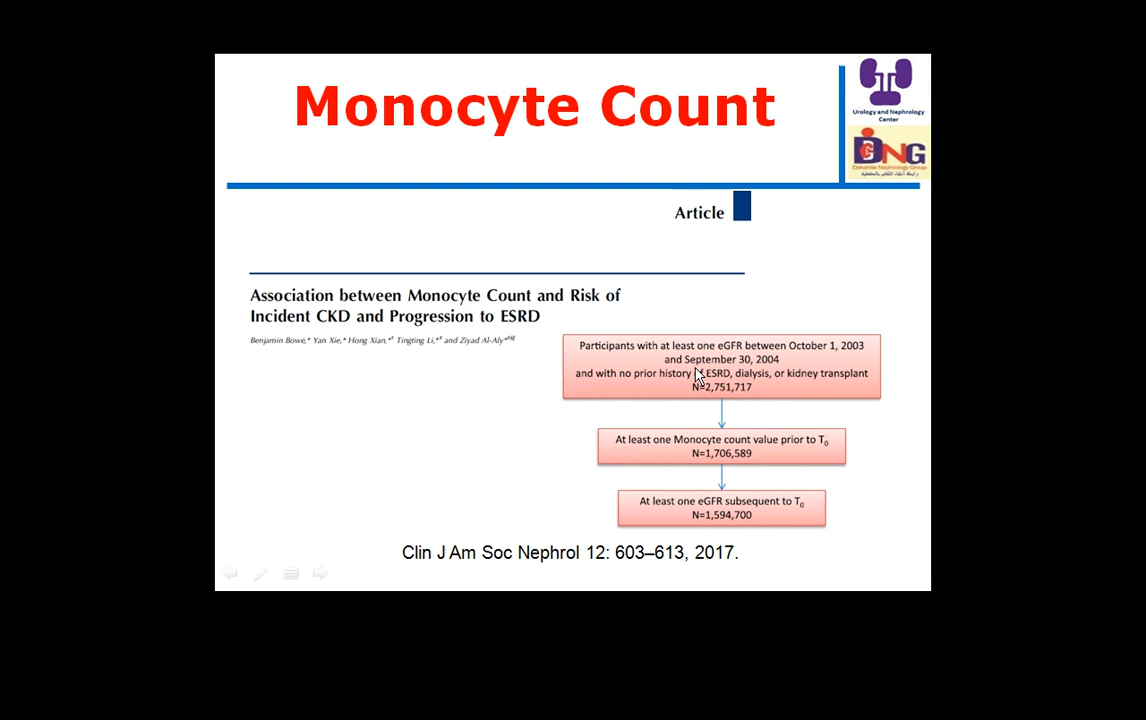 Monocyte Count
Urology and Nephrology
Center
DNG
Dakahlia Nephrology Group
Article
Association between Monocyte Count and Risk of
Incident CKD and Progression to ESRD
Benjamin Bowe,* Yan Xie,* Hong Xian,* Tingting Li,* and Ziyad Al-Aly*
Participants with at least one eGFR between October 1, 2003
and September 30, 2004
and with no prior history of ESRD, dialysis, or kidney transplant
N=2,751,717
At least one Monocyte count value prior to T0
N=1,706,589
At least one eGFR subsequent to T0
N=1,594,700
Clin J Am Soc Nephrol 12: 603–613, 2017.